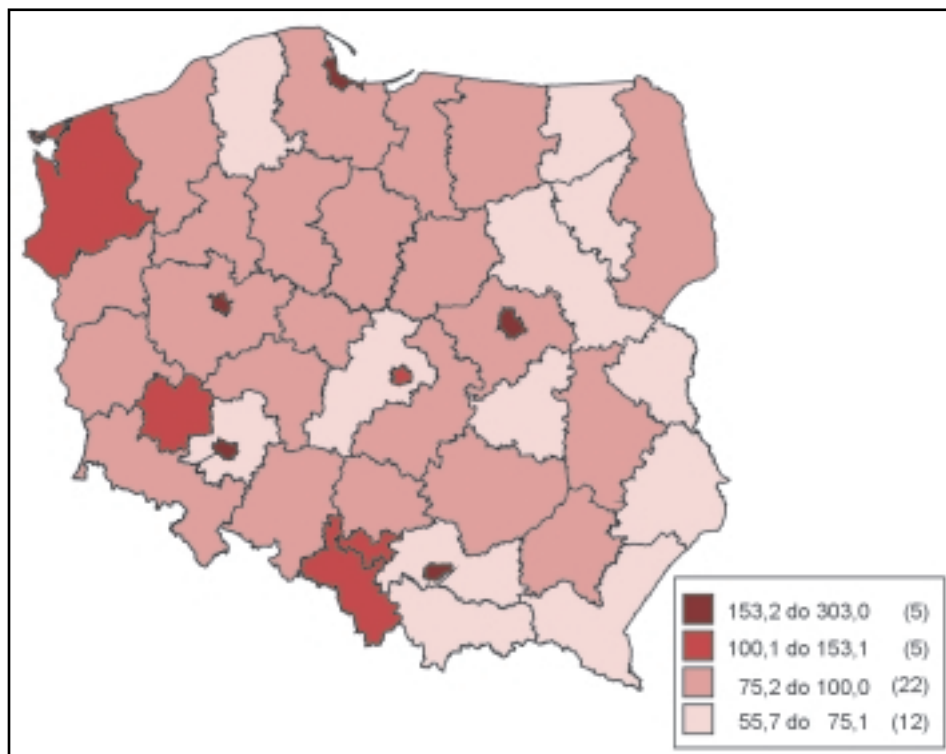 153,2 do 303,0 (5)
100,1 do 153,1 (5)
75,2 do 100,0 (22)
55,7 do 75,1 (12)